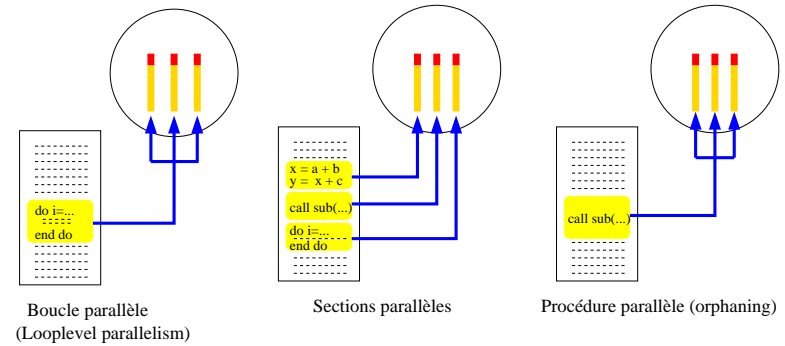 do i=...
end do
Boucle parallèle
(Looplevel parallelism)
x = a + b
y = x + c
call sub(...)
do i=...
end do
Sections parallèles
call sub(...)
Procédure parallèle (orphaning)